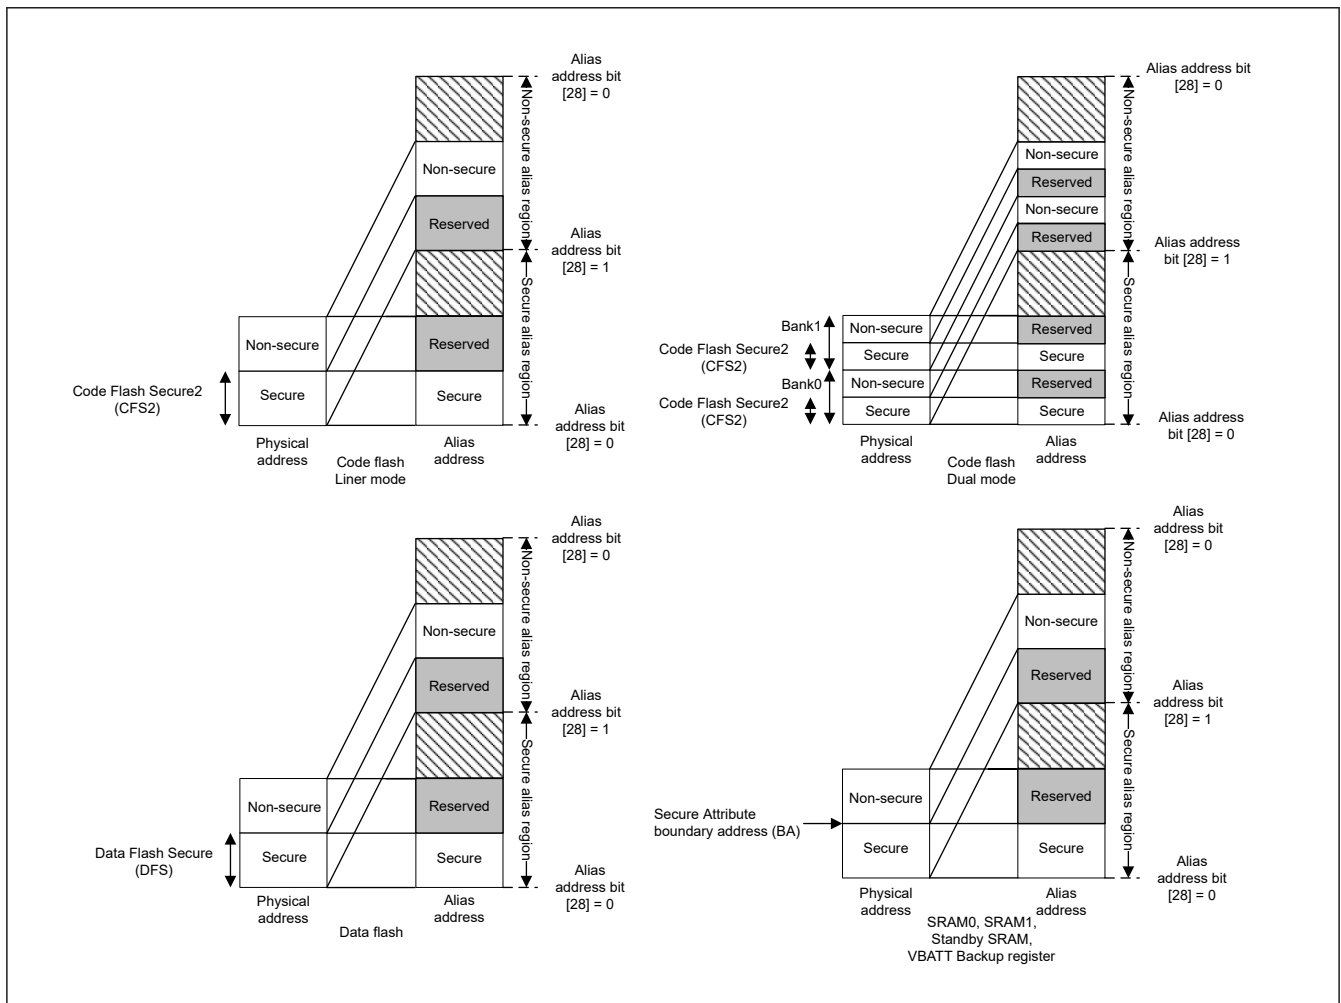 Alias
address bit
[28] = 0
Non-secure
Reserved
Non-secure alias region
Alias
address bit
[28] = 1
Non-secure
Reserved
Secure
Secure
Secure alias region
Code Flash Secure2
(CFS2)
Alias
address bit
[28] = 0
Physical
address
Alias
address
Code flash
Liner mode
Alias address bit
[28] = 0
Non-secure
Reserved
Non-secure
Reserved
Non-secure alias region
Alias address
bit [28] = 1
Bank1
Non-secure
Reserved
Code Flash Secure2
(CFS2)
Secure
Secure
Bank0
Non-secure
Reserved
Code Flash Secure2
(CFS2)
Secure
Secure
Secure alias region
Alias address
bit [28] = 0
Physical
address
Alias
address
Code flash
Dual mode
Alias
address bit
[28] = 0
Non-secure
Reserved
Non-secure alias region
Alias
address bit
[28] = 1
Non-secure
Reserved
Data Flash Secure
(DFS)
Secure
Secure
Secure alias region
Alias
address bit
[28] = 0
Physical
address
Alias
address
Data flash
Alias
address bit
[28] = 0
Non-secure
Reserved
Non-secure alias region
Alias
address bit
[28] = 1
Non-secure
Reserved
Secure Attribute
boundary address (BA)
Secure
Secure
Secure alias region
Alias
address bit
[28] = 0
Physical
address
Alias
address
SRAM0, SRAM1,
Standby SRAM,
VBATT Backup register